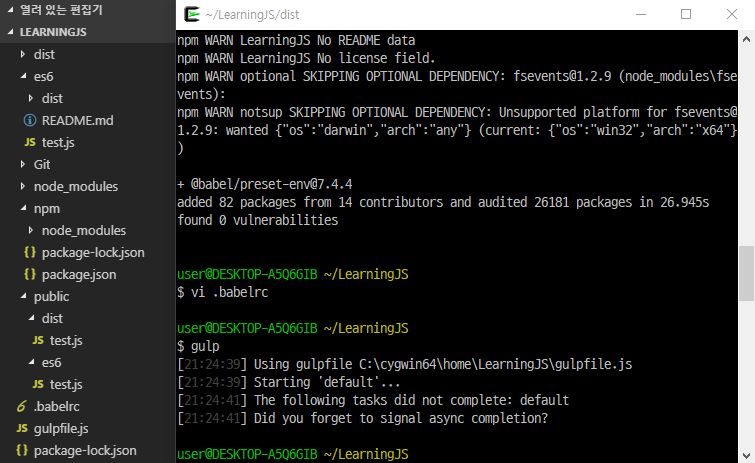 열려 있는 편집기
LEARNINGJS
dist
es6
dist
README.md
JS test.js
Git
node_modules
npm
node_modules
{ } package-lock.json
{ } package.json
public
dist
JS test.js
es6
JS test.js
.babelrc
gulpfile.js
{ } package-lock.json
~/LearningJS/dist
npm WARN LearningJS No README data
npm WARN LearningJS No license field.
npm WARN optional SKIPPING OPTIONAL DEPENDENCY: fsevents@1.2.9 (node_modules\fse
vents):
npm WARN notsup SKIPPING OPTIONAL DEPENDENCY: Unsupported platform for fsevents@
1.2.9: wanted {"os":"darwin","arch":"any"} (current: {"os":"win32","arch":"x64"}
)
+ @babel/preset-env@7.4.4
added 82 packages from 14 contributors and audited 26181 packages in 26.945s
found 0 vulnerabilities
user@DESKTOP-A5Q6GIB ~/LearningJS
$ vi .babelrc
user@DESKTOP-A5Q6GIB ~/LearningJS
$ gulp
[21:24:39] Using gulpfile C:\cygwin64\home\LearningJS\gulpfile.js
[21:24:39] Starting 'default'...
[21:24:41] The following tasks did not complete: default
[21:24:41] Did you forget to signal async completion?
user@DESKTOP-A5Q6GIB ~/LearningJS